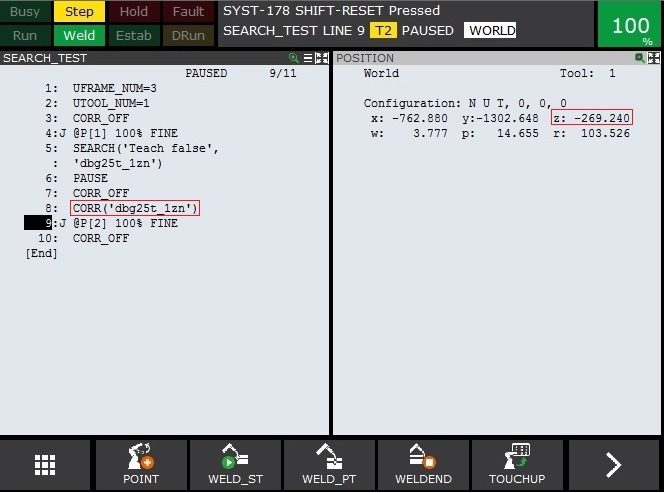 Busy Step Hold Fault
SYST-178 SHIFT-RESET Pressed
Run Weld Estab DRun
SEARCH_TEST LINE 9 T2 PAUSED WORLD
100 %
SEARCH_TEST
PAUSED 9/11
1: UFRAME_NUM=3
2: UTOOL_NUM=1
3: CORR_OFF
4:J @P[1] 100% FINE
5: SEARCH('Teach false',
: 'dbg25t_1zn')
6: PAUSE
7: CORR_OFF
8: CORR('dbg25t_1zn')
9:J @P[2] 100% FINE
10: CORR_OFF
[End]
POSITION
World Tool: 1
Configuration: N U T, 0, 0, 0
x: -762.880 y:-1302.648 z: -269.240
w: 3.777 p: 14.655 r: 103.526
POINT WELD_ST WELD_PT WELDEND TOUCHUP